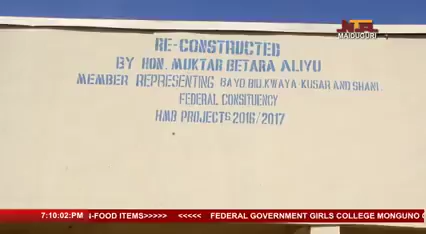 NTA
MAIDUGURI
RE-CONSTRUCTED
BY HON. MUKTAR BETARA ALIYU
MEMBER REPRESENTING BAYO BIU, KWAYA-KUSAR AND SHANI.
FEDERAL CONSITUENCY
HMB PROJECTS 2016/2017
7:10:02 PM I-FOOD ITEMS>>>>> <<<<< FEDERAL GOVERNMENT GIRLS COLLEGE MONGUNO